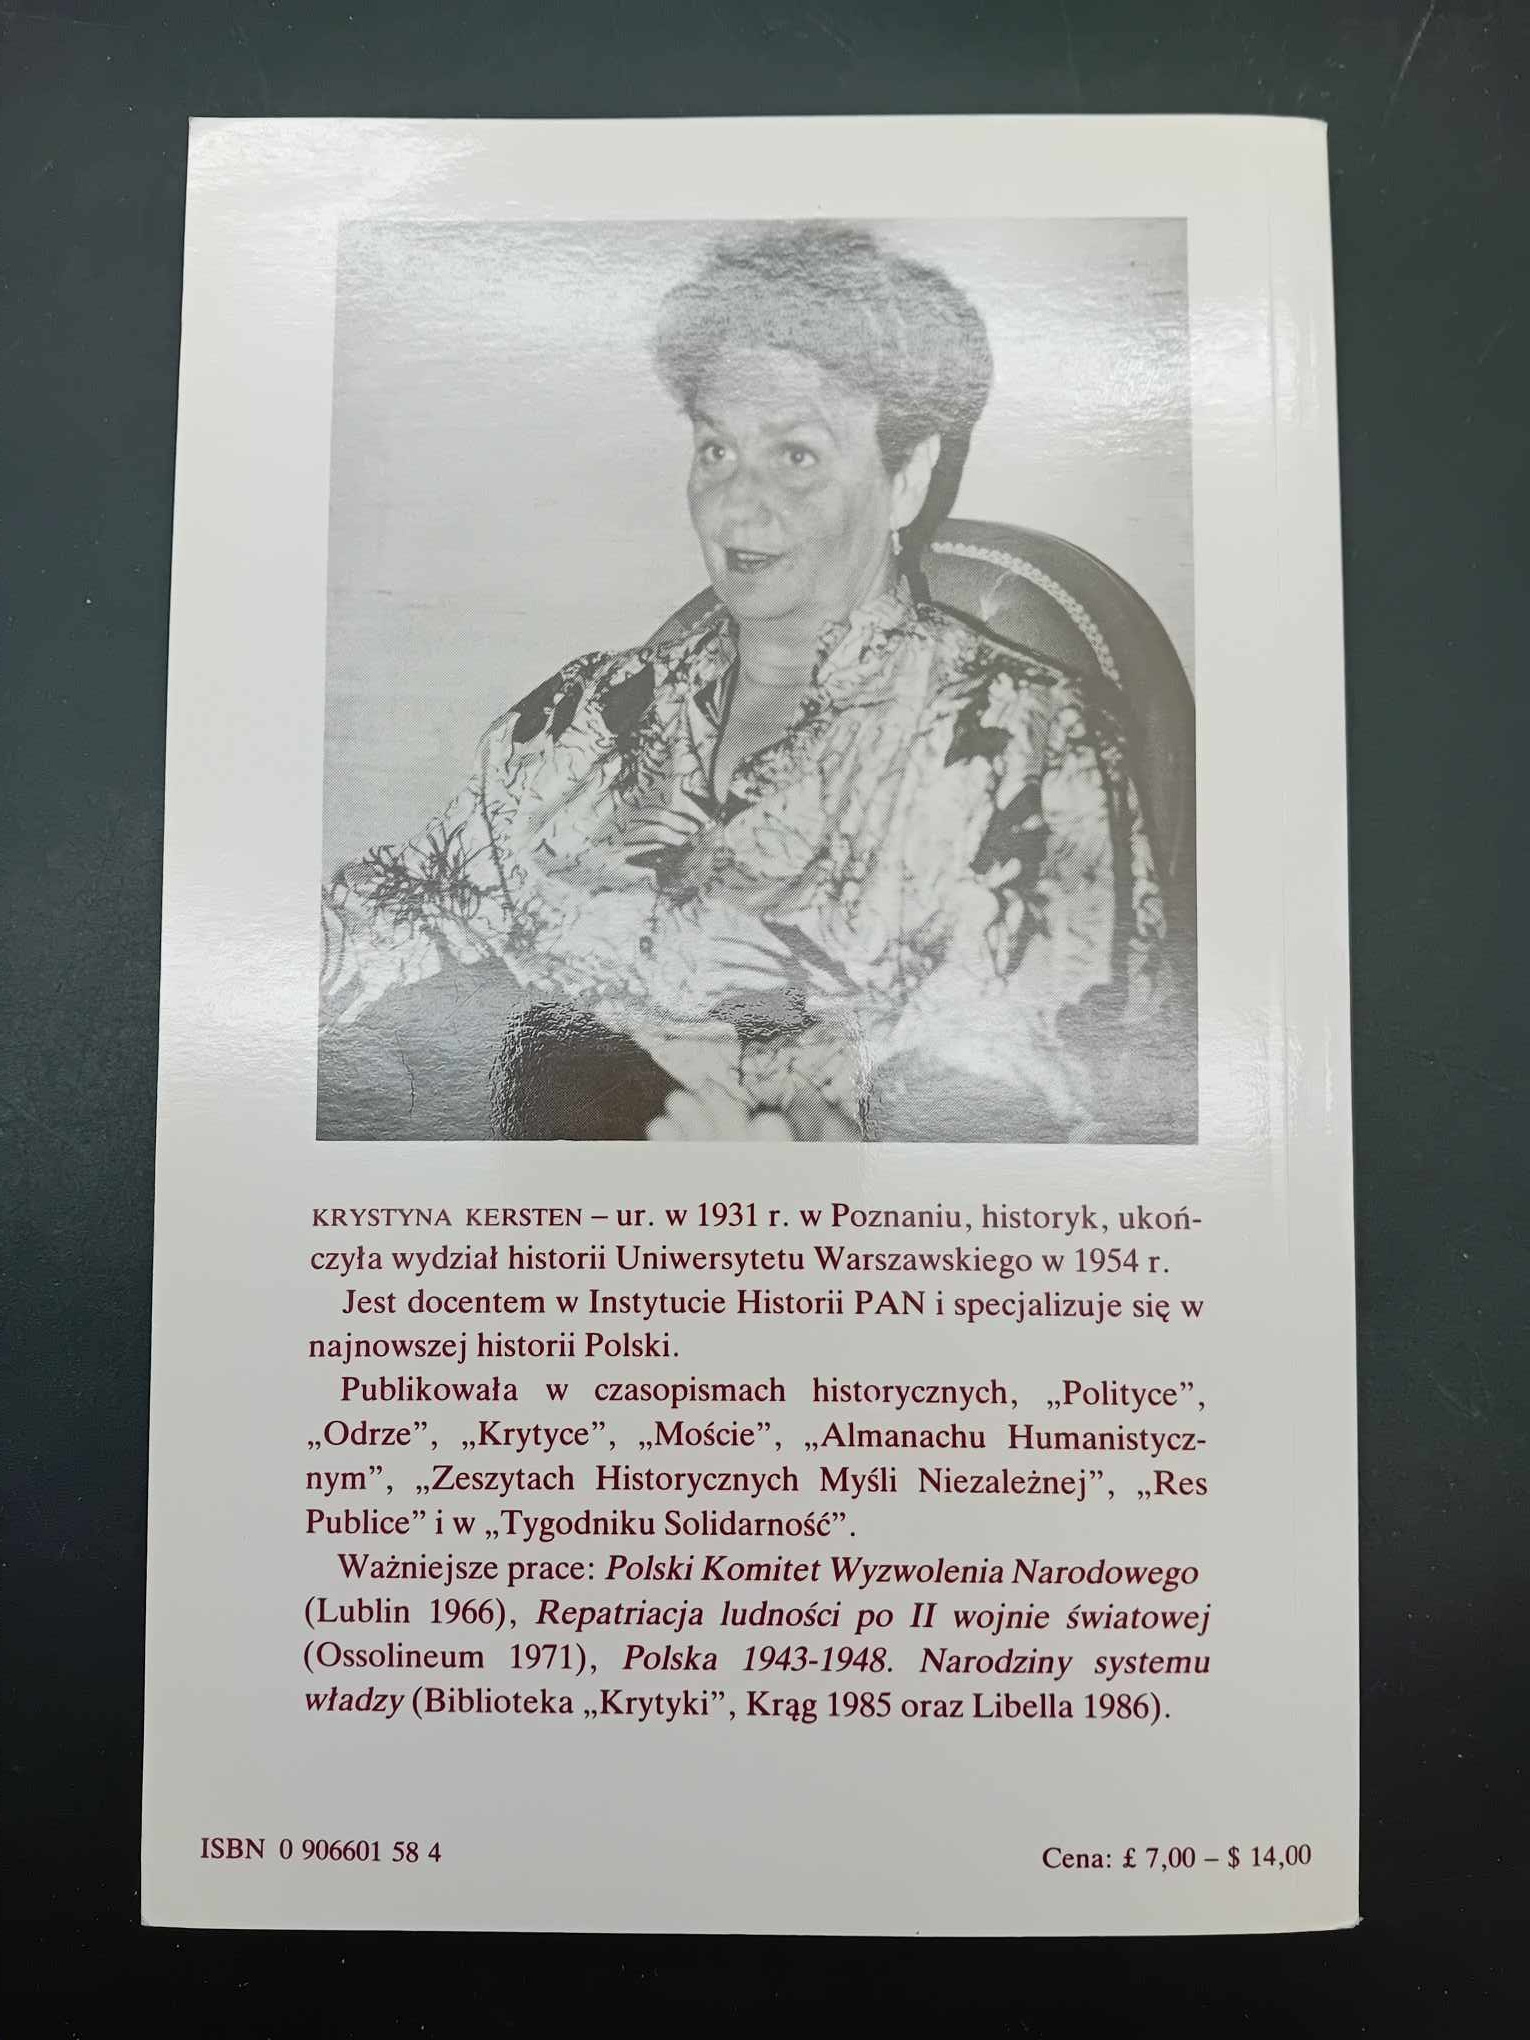 KRYSTYNA KERSTEN – ur. w 1931 r. w Poznaniu, historyk, ukoń-
czyła wydział historii Uniwersytetu Warszawskiego w 1954 r.
Jest docentem w Instytucie Historii PAN i specjalizuje się w
najnowszej historii Polski.
Publikowała w czasopismach historycznych, „Polityce”,
„Odrze”, „Krytyce”, „Moście”, „Almanachu Humanistycz-
nym”, „Zeszytach Historycznych Myśli Niezależnej”, „Res
Publice” i w „Tygodniku Solidarność”.
Ważniejsze prace: Polski Komitet Wyzwolenia Narodowego
(Lublin 1966), Repatriacja ludności po II wojnie światowej
(Ossolineum 1971), Polska 1943-1948. Narodziny systemu
władzy (Biblioteka „Krytyki”, Krąg 1985 oraz Libella 1986).
ISBN 0 906601 58 4
Cena: £ 7,00 – $ 14,00